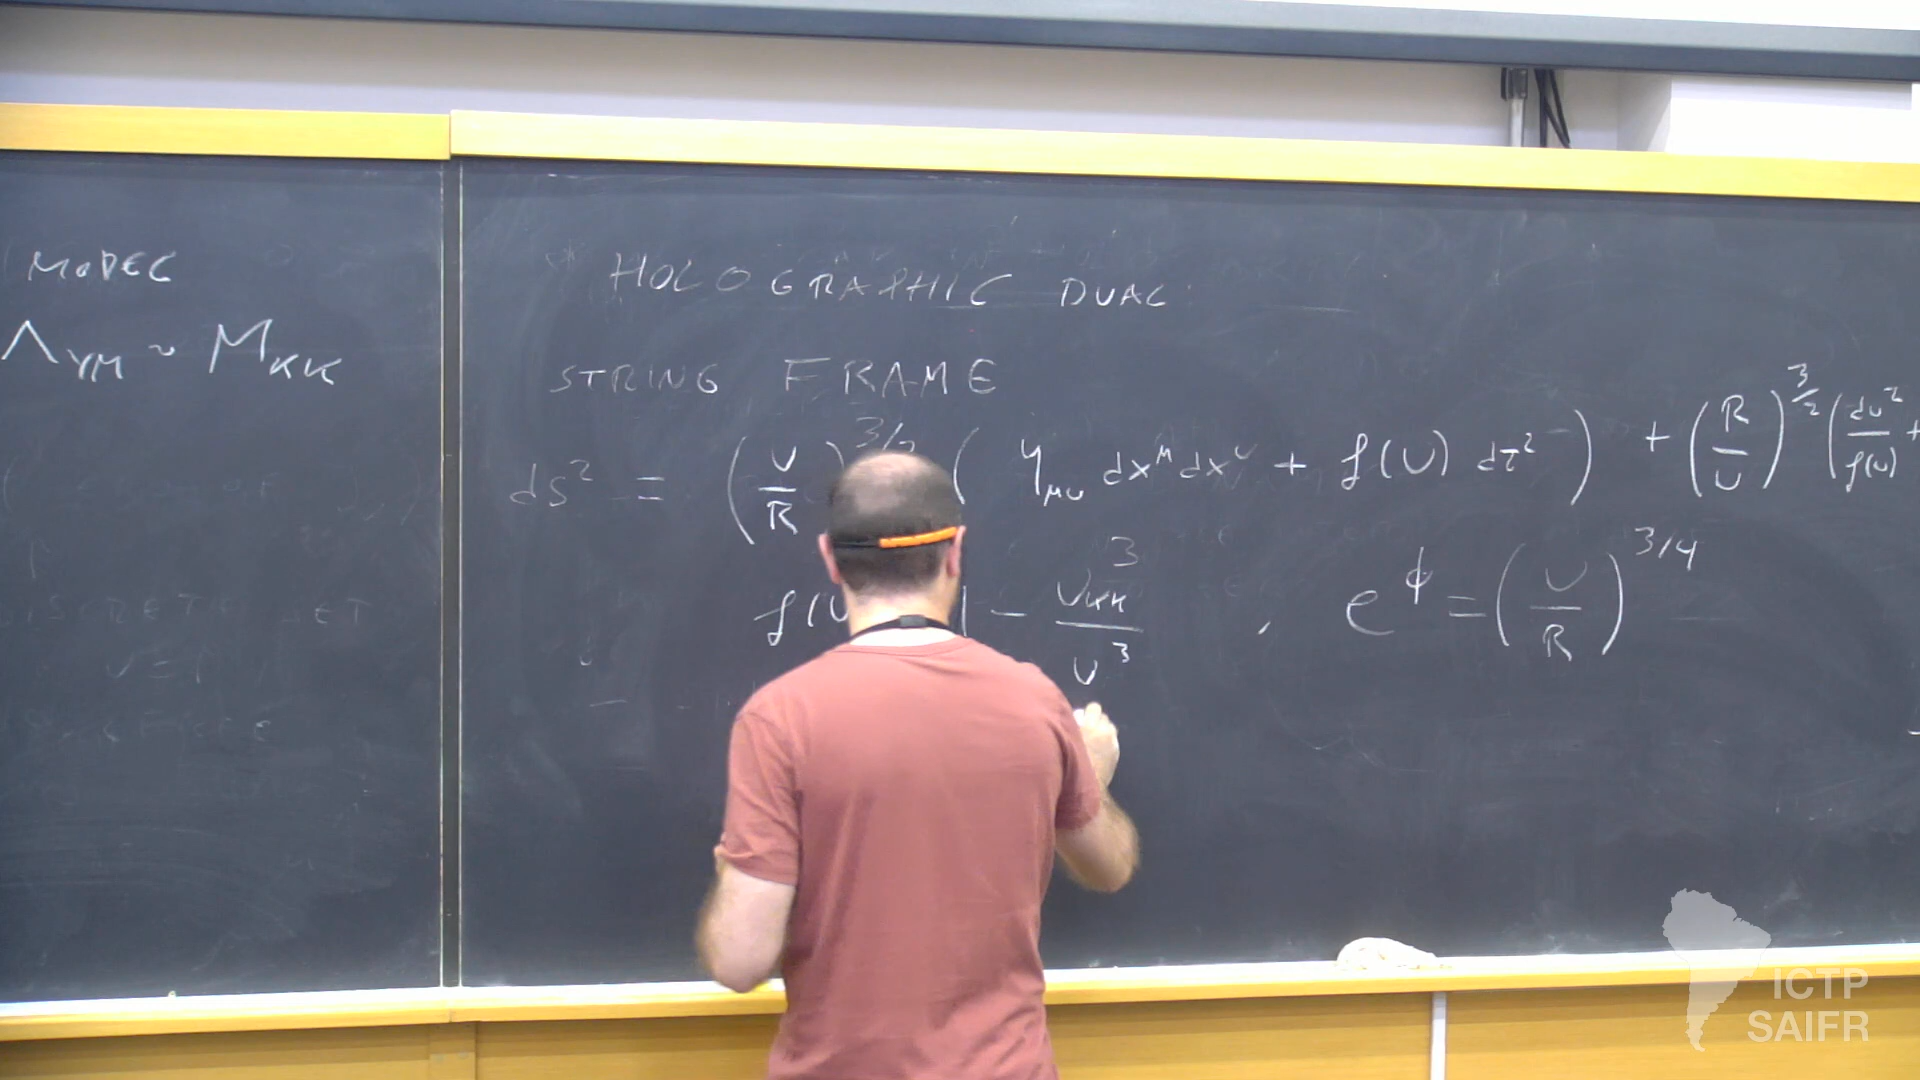 MODEL
Λ_YM ~ M_KK
HOLOGRAPHIC DUAL:
STRING FRAME
ds² = (U/R)^3/2 ( η_μν dx^μ dx^ν + f(U) dτ² ) + (R/U)^3/2 ( dU²/f(U) +
f(U 1 - U_KK³/U³ , e^ϕ = (U/R)^3/4
ICTP
SAIFR